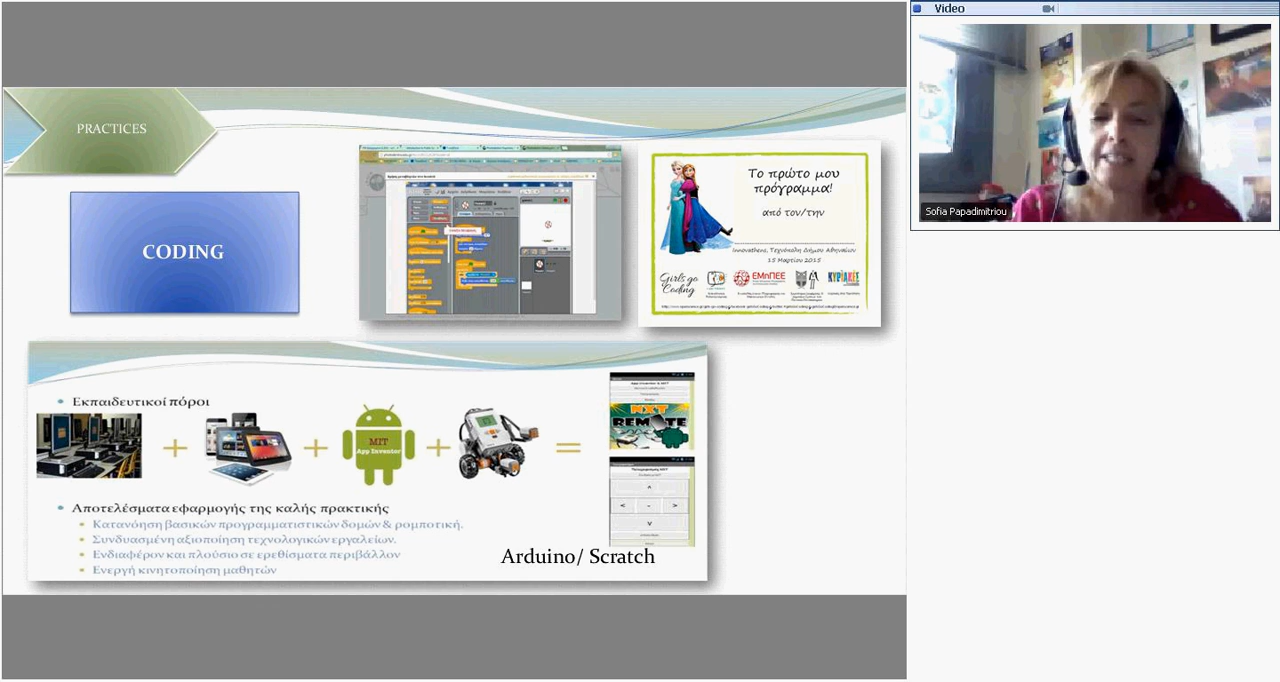 Video
Sofia Papadimitriou
PRACTICES
CODING
Το πρώτο μου
πρόγραμμα!
από τον/την
Innovathens, Τεχνόπολη Δήμου Αθηναίων
15 Μαρτίου 2015
Girls go
Coding
ΕΜηΠΕΕ
ΚΥΡΙΑΚΕΣ
Εκπαιδευτικοί πόροι
MIT
App Inventor
NXT
REMOTE
Αποτελέσματα εφαρμογής της καλής πρακτικής
Κατανόηση βασικών προγραμματιστικών δομών & ρομποτική.
Συνδυασμένη αξιοποίηση τεχνολογικών εργαλείων.
Ενδιαφέρον και πλούσιο σε ερεθίσματα περιβάλλον
Ενεργή κινητοποίηση μαθητών
Arduino/ Scratch